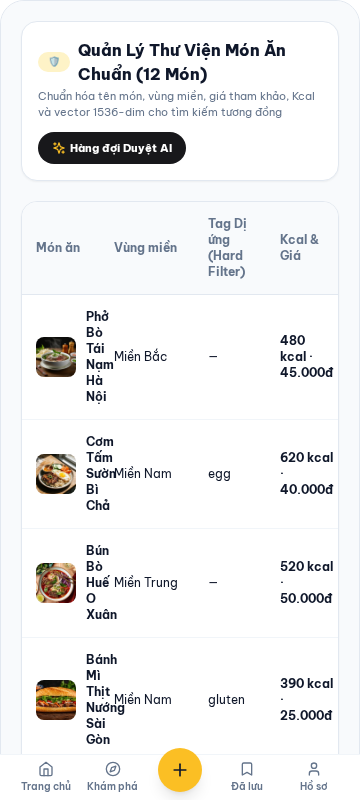 Quản Lý Thư Viện Món Ăn
Chuẩn (12 Món)
Chuẩn hóa tên món, vùng miền, giá tham khảo, Kcal
và vector 1536-dim cho tìm kiếm tương đồng
Hàng đợi Duyệt AI
Món ăn
Vùng miền
Tag Dị
ứng
(Hard
Filter)
Kcal &
Giá
Phở
Bò
Tái
Nạm
Hà
Nội
Miền Bắc
—
480
kcal ·
45.000đ
Cơm
Tấm
Sườn
Bì
Chả
Miền Nam
egg
620 kcal
·
40.000đ
Bún
Bò
Huế
O
Xuân
Miền Trung
—
520 kcal
·
50.000đ
Bánh
Mì
Thịt
Nướng
Sài
Gòn
Miền Nam
gluten
390 kcal
·
25.000đ
Trang chủ
Khám phá
Đã lưu
Hồ sơ